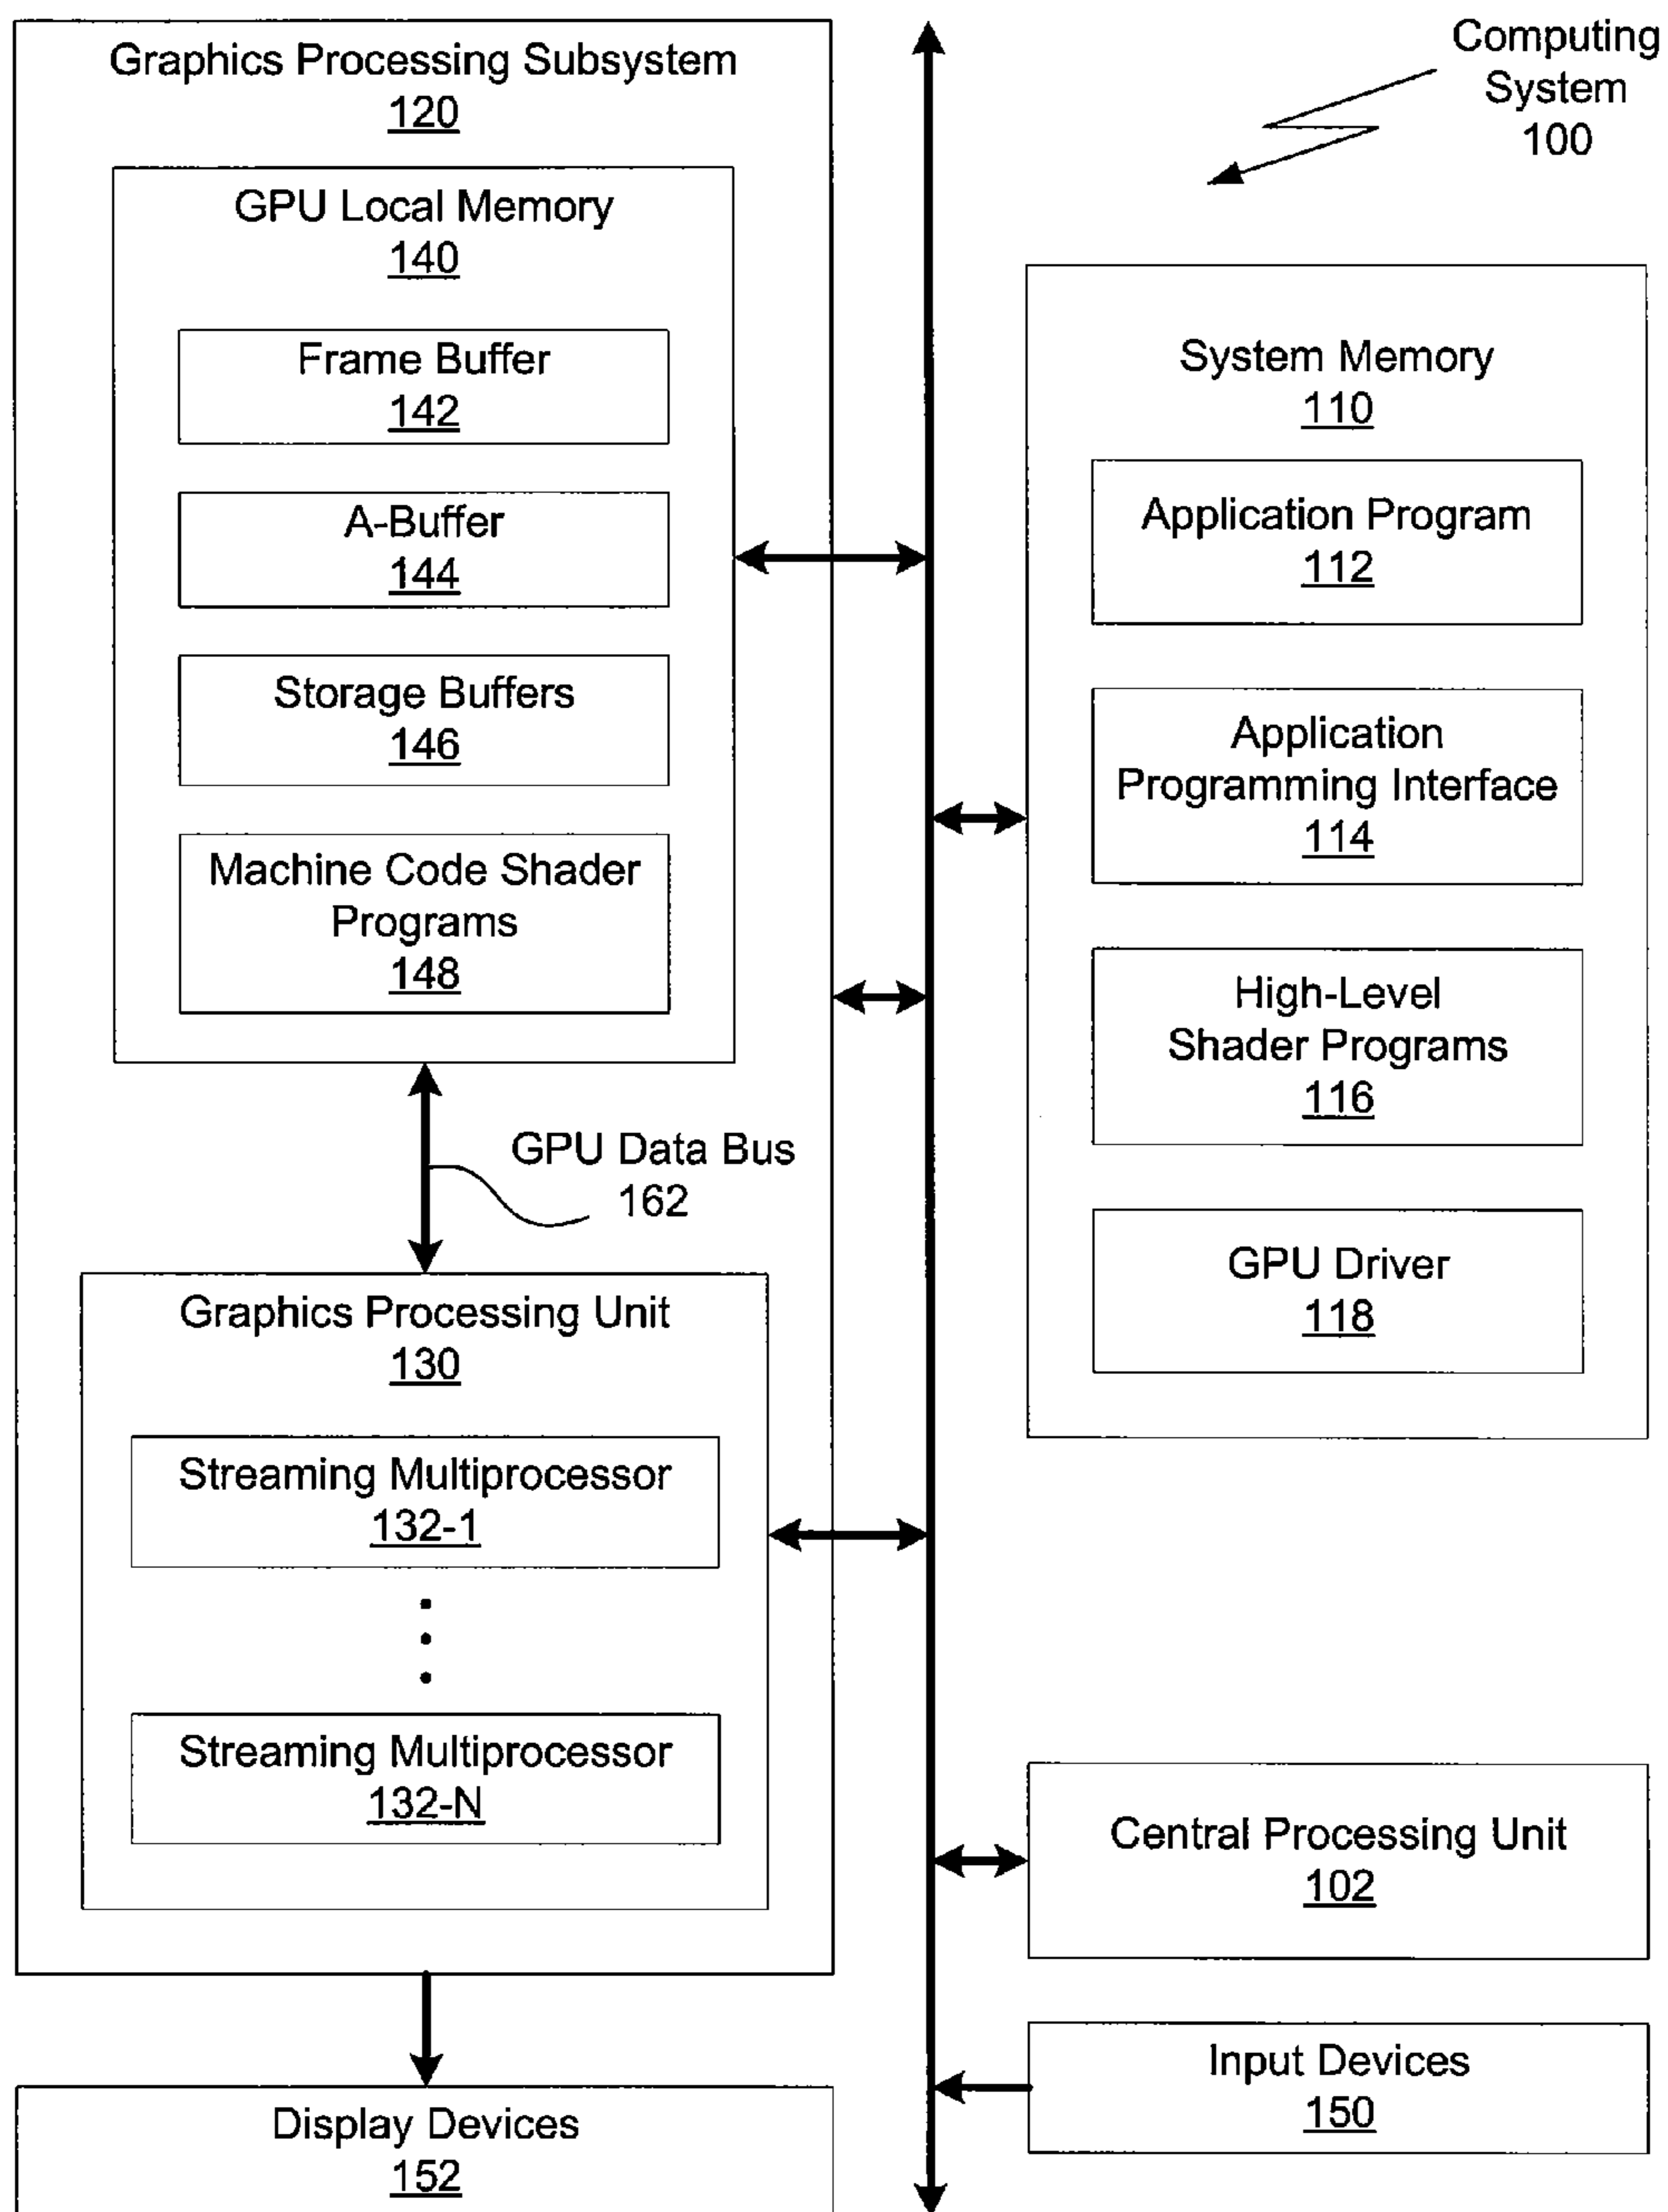 Graphics Processing Subsystem
120
GPU Local Memory
140
Frame Buffer
142
A-Buffer
144
Storage Buffers
146
Machine Code Shader
Programs
148
GPU Data Bus
162
Graphics Processing Unit
130
Streaming Multiprocessor
132-1
Streaming Multiprocessor
132-N
Display Devices
152
Computing
System
100
System Memory
110
Application Program
112
Application
Programming Interface
114
High-Level
Shader Programs
116
GPU Driver
118
Central Processing Unit
102
Input Devices
150